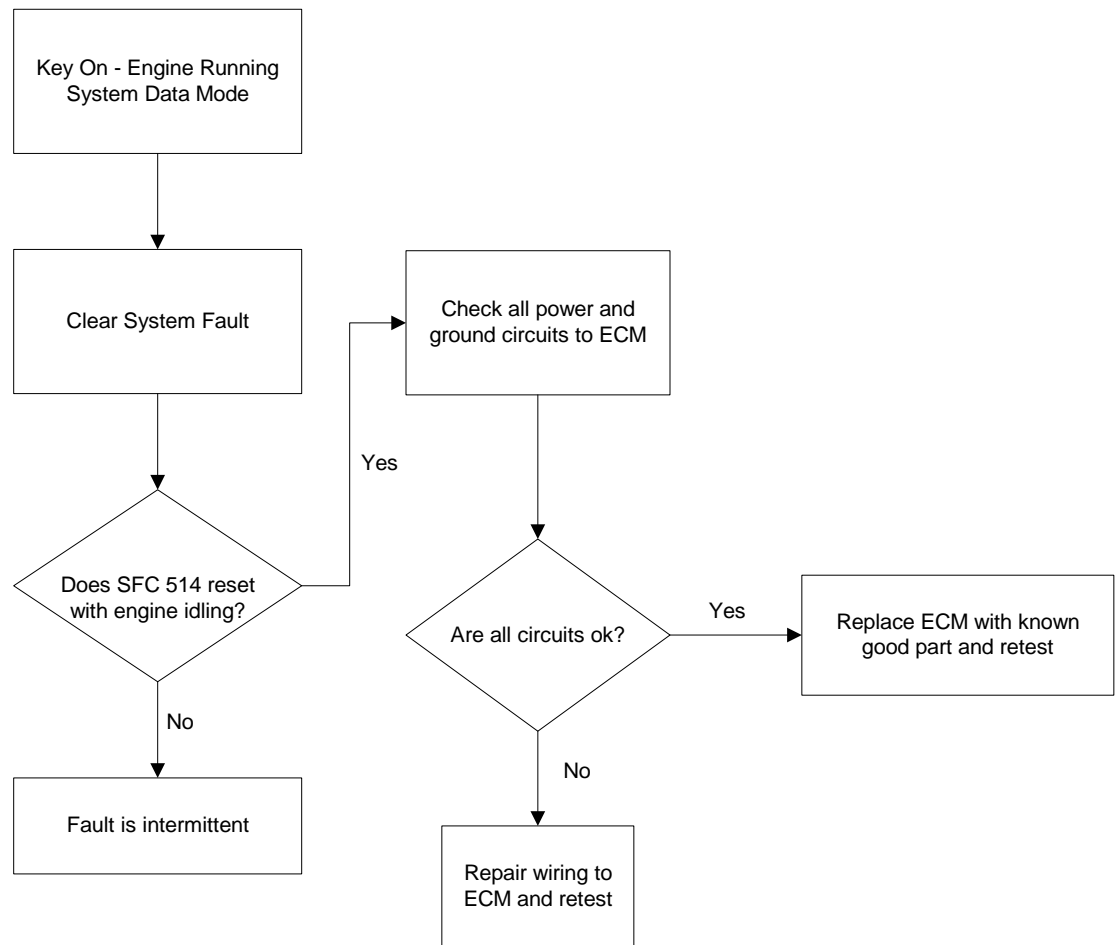 Key On - Engine Running
System Data Mode
Clear System Fault
Check all power and
ground circuits to ECM
Yes
Does SFC 514 reset
with engine idling?
Are all circuits ok?
Yes
Replace ECM with known
good part and retest
No
Fault is intermittent
No
Repair wiring to
ECM and retest